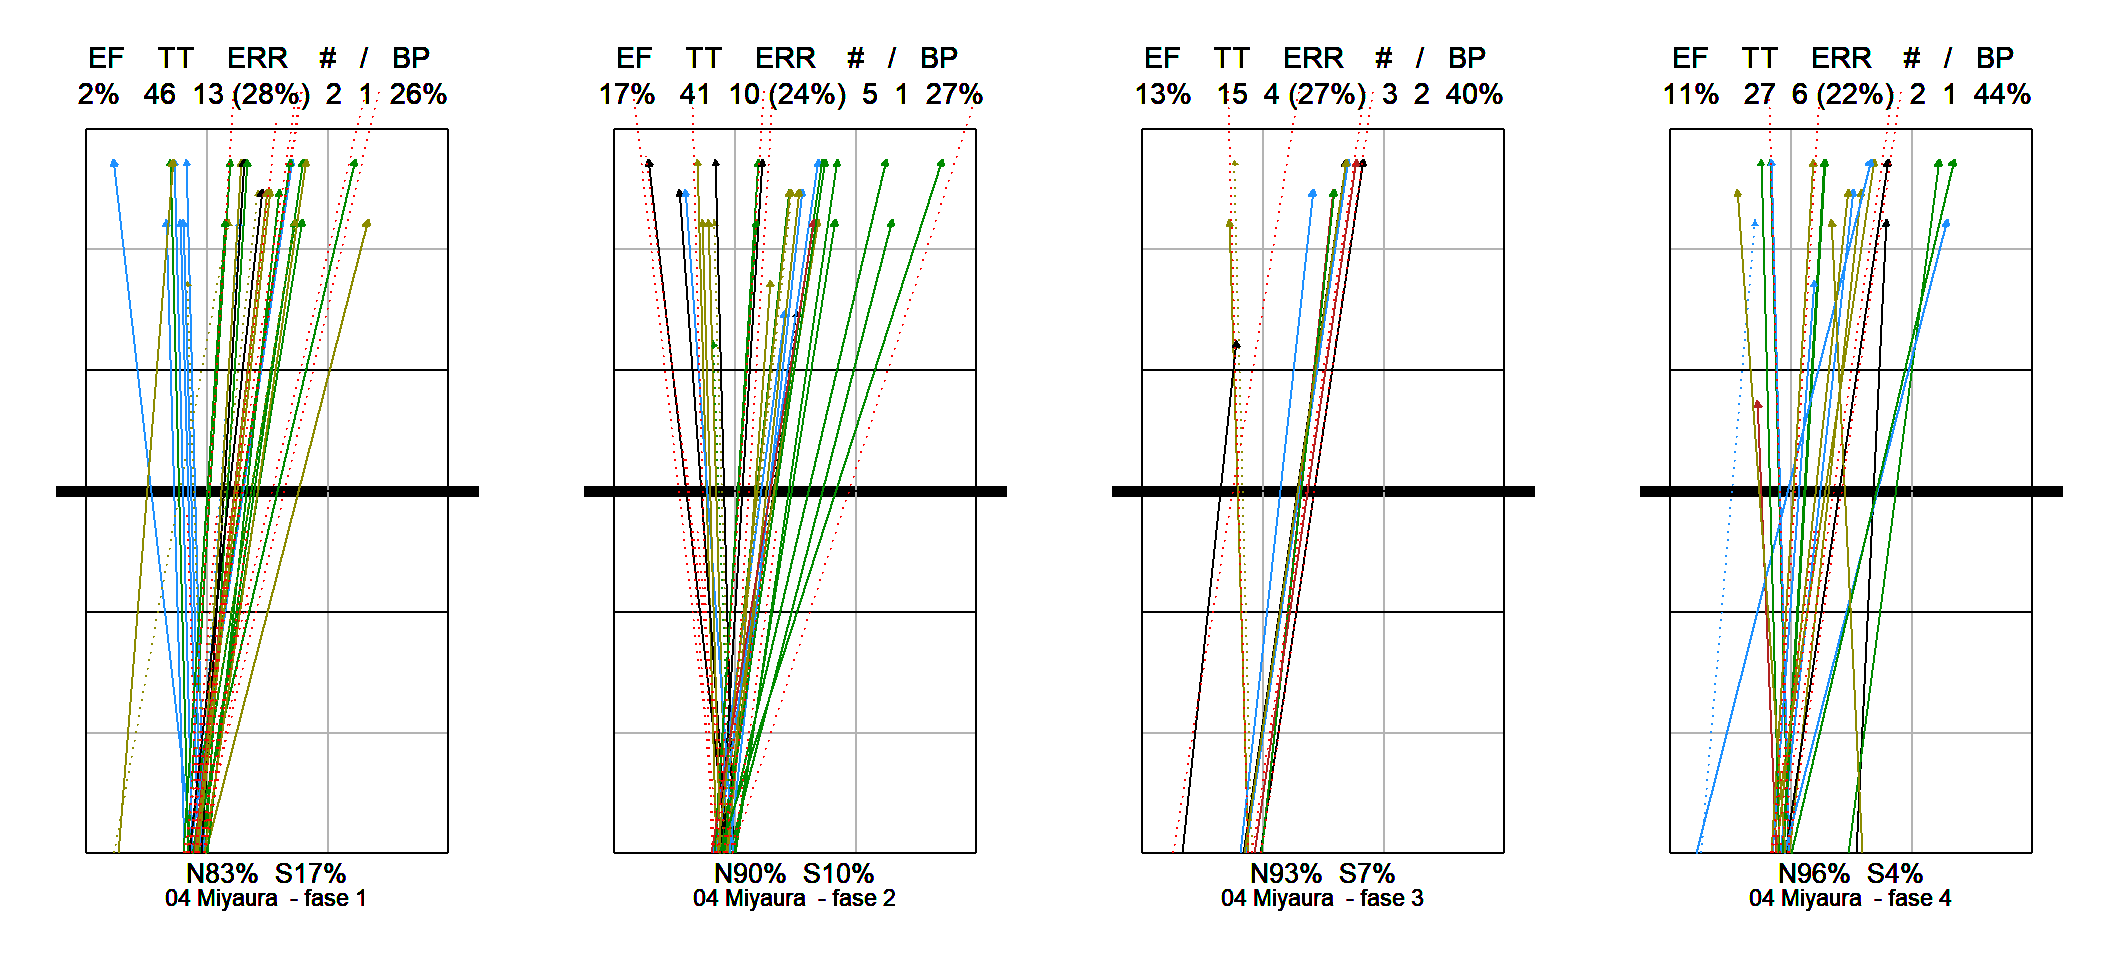 EF TT ERR # / BP
2% 46 13 (28%) 2 1 26%
N83% S17%
04 Miyaura - fase 1
EF TT ERR # / BP
17% 41 10 (24%) 5 1 27%
N90% S10%
04 Miyaura - fase 2
EF TT ERR # / BP
13% 15 4 (27%) 3 2 40%
N93% S7%
04 Miyaura - fase 3
EF TT ERR # / BP
11% 27 6 (22%) 2 1 44%
N96% S4%
04 Miyaura - fase 4